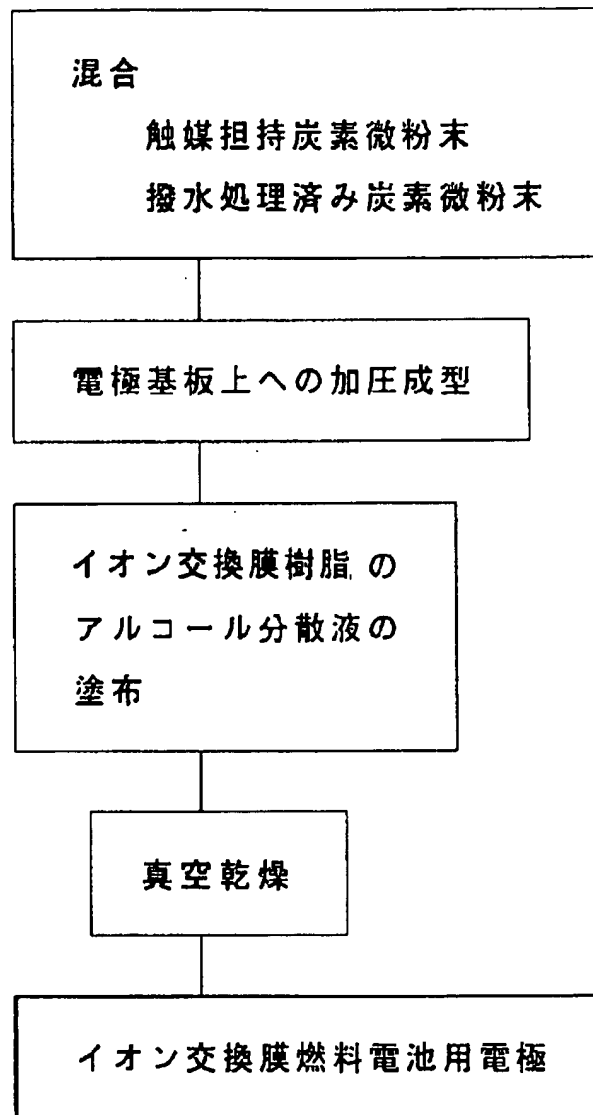 混合
触媒担持炭素微粉末
撥水処理済み炭素微粉末
電極基板上への加圧成型
イオン交換膜樹脂の
アルコール分散液の
塗布
真空乾燥
イオン交換膜燃料電池用電極